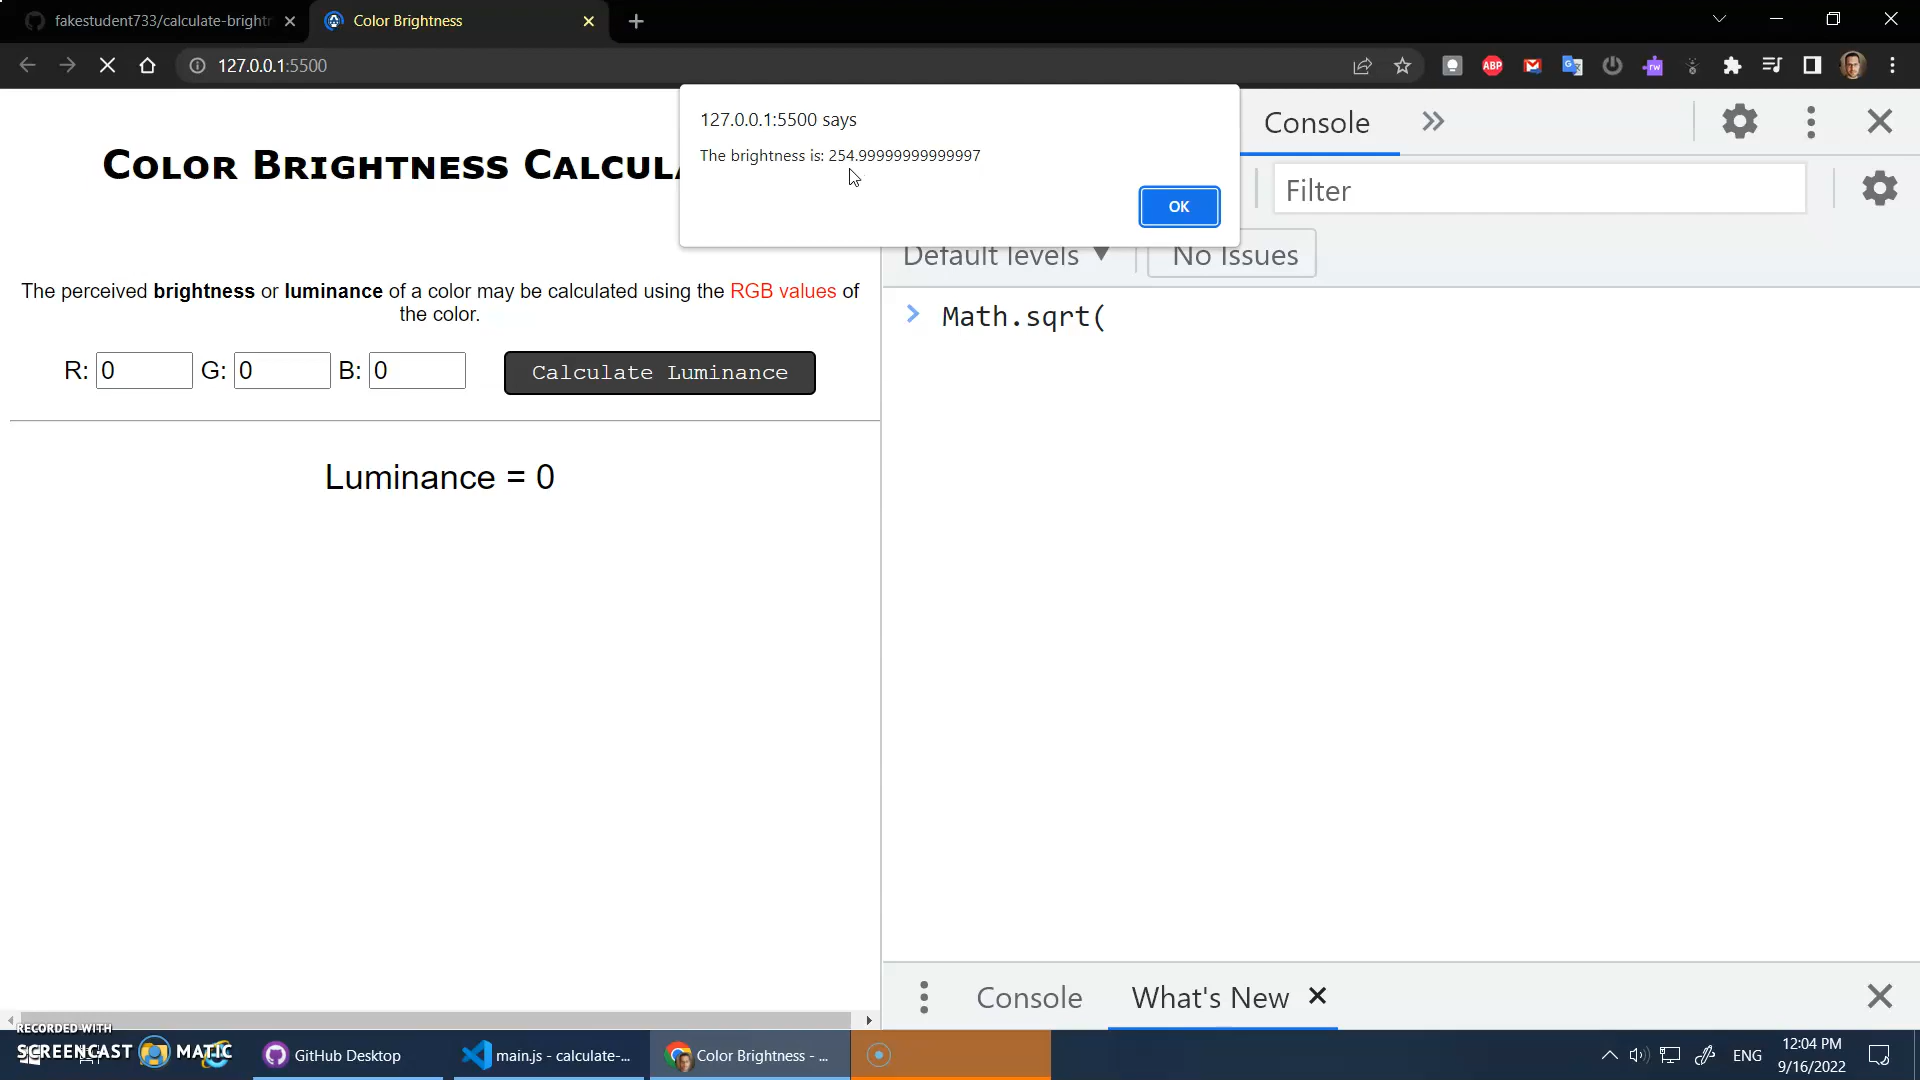 fakestudent733/calculate-brightn
Color Brightness
127.0.0.1:5500
ABP
127.0.0.1:5500 says
The brightness is: 254.99999999999997
OK
Console
Filter
Default levels
No Issues
COLOR BRIGHTNESS CALCUL
The perceived brightness or luminance of a color may be calculated using the RGB values of
the color.
R: 0 G: 0 B: 0 Calculate Luminance
Luminance = 0
Math.sqrt(
Console
What's New
RECORDED WITH
SCREENCAST MATIC
GitHub Desktop
main.js - calculate-...
Color Brightness - ...
ENG
12:04 PM
9/16/2022